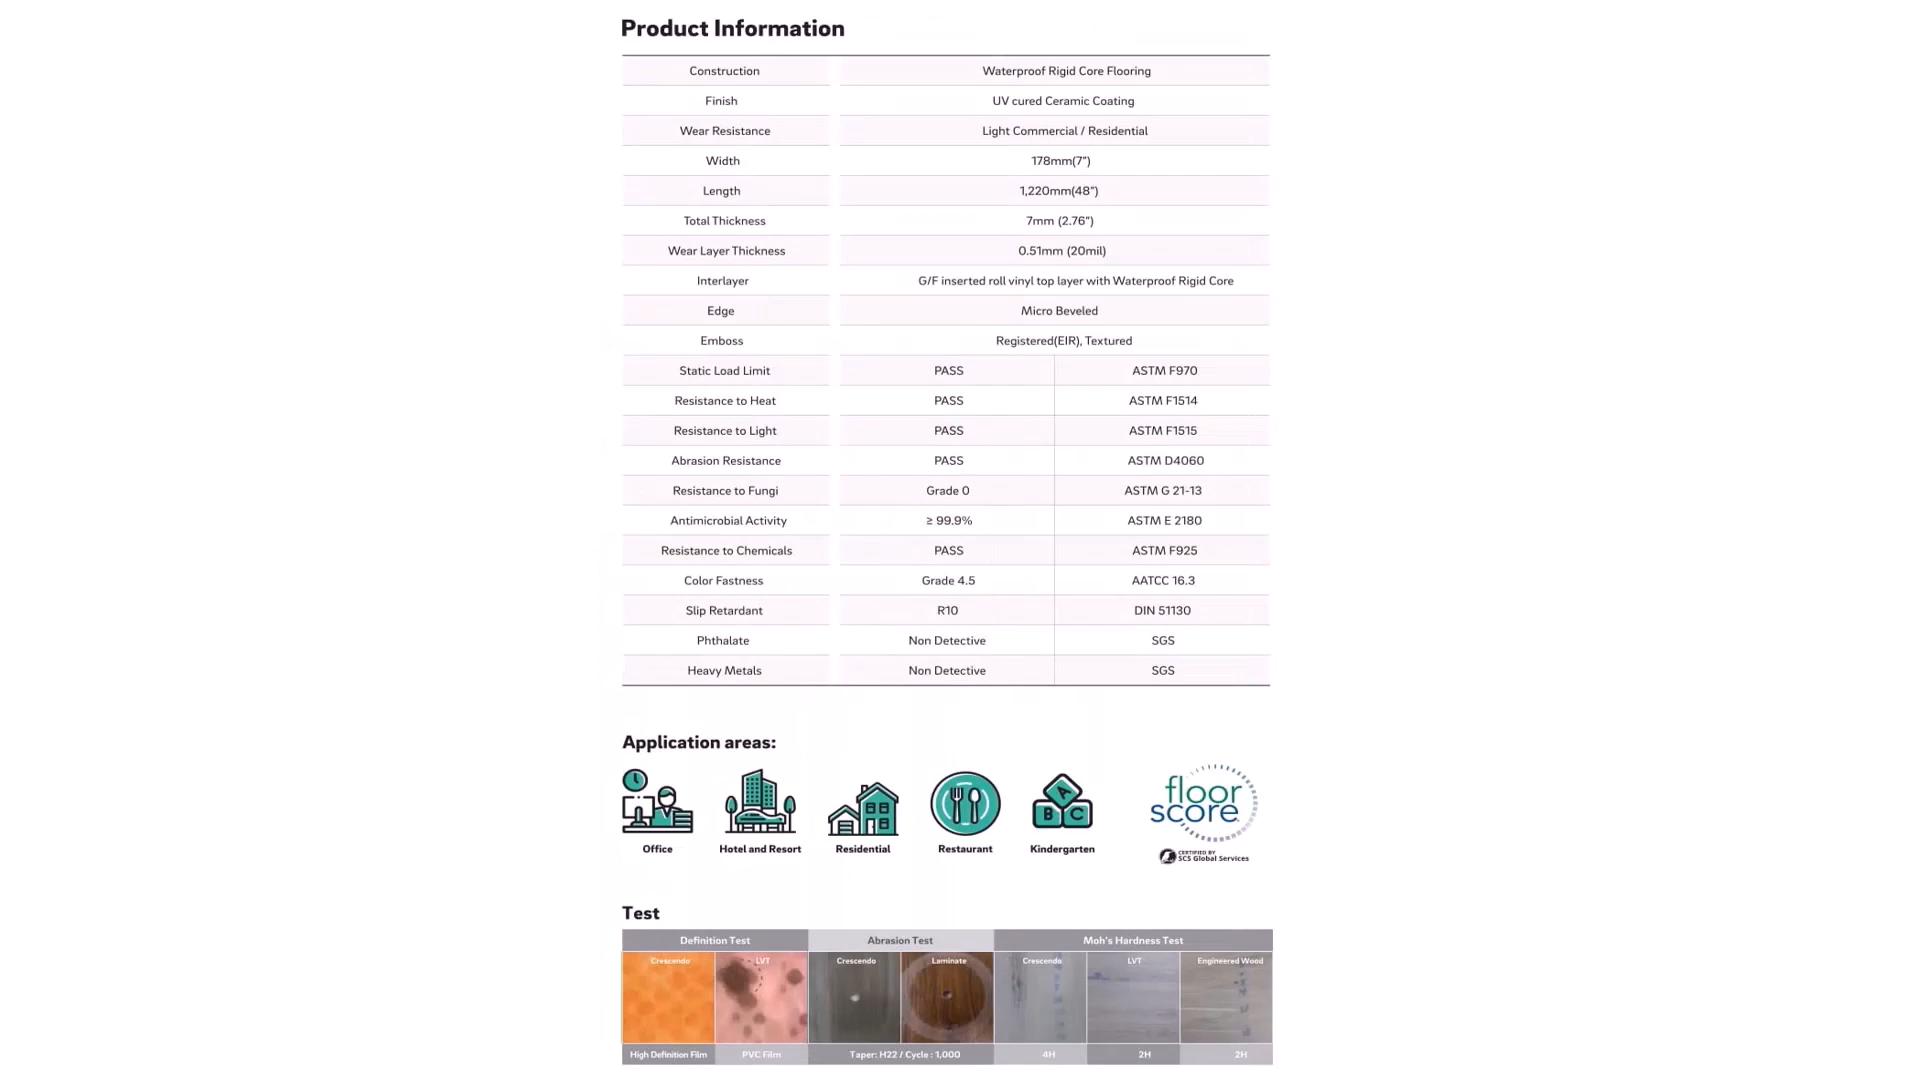 Product Information
Construction Waterproof Rigid Core Flooring
Finish UV cured Ceramic Coating
Wear Resistance Light Commercial / Residential
Width 178mm(7”)
Length 1,220mm(48”)
Total Thickness 7mm (2.76”)
Wear Layer Thickness 0.51mm (20mil)
Interlayer G/F inserted roll vinyl top layer with Waterproof Rigid Core
Edge Micro Beveled
Emboss Registered(EIR), Textured
Static Load Limit PASS ASTM F970
Resistance to Heat PASS ASTM F1514
Resistance to Light PASS ASTM F1515
Abrasion Resistance PASS ASTM D4060
Resistance to Fungi Grade 0 ASTM G 21-13
Antimicrobial Activity ≥ 99.9% ASTM E 2180
Resistance to Chemicals PASS ASTM F925
Color Fastness Grade 4.5 AATCC 16.3
Slip Retardant R10 DIN 51130
Phthalate Non Detective SGS
Heavy Metals Non Detective SGS
Application areas:
A
B C
floor
score
CERTIFIED BY
SCS Global Services
Office Hotel and Resort Residential Restaurant Kindergarten
Test
Definition Test Abrasion Test Moh's Hardness Test
Crescendo LVT Crescendo Laminate Crescendo LVT Engineered Wood
High Definition Film PVC Film Taper: H22 / Cycle : 1,000 4H 2H 2H